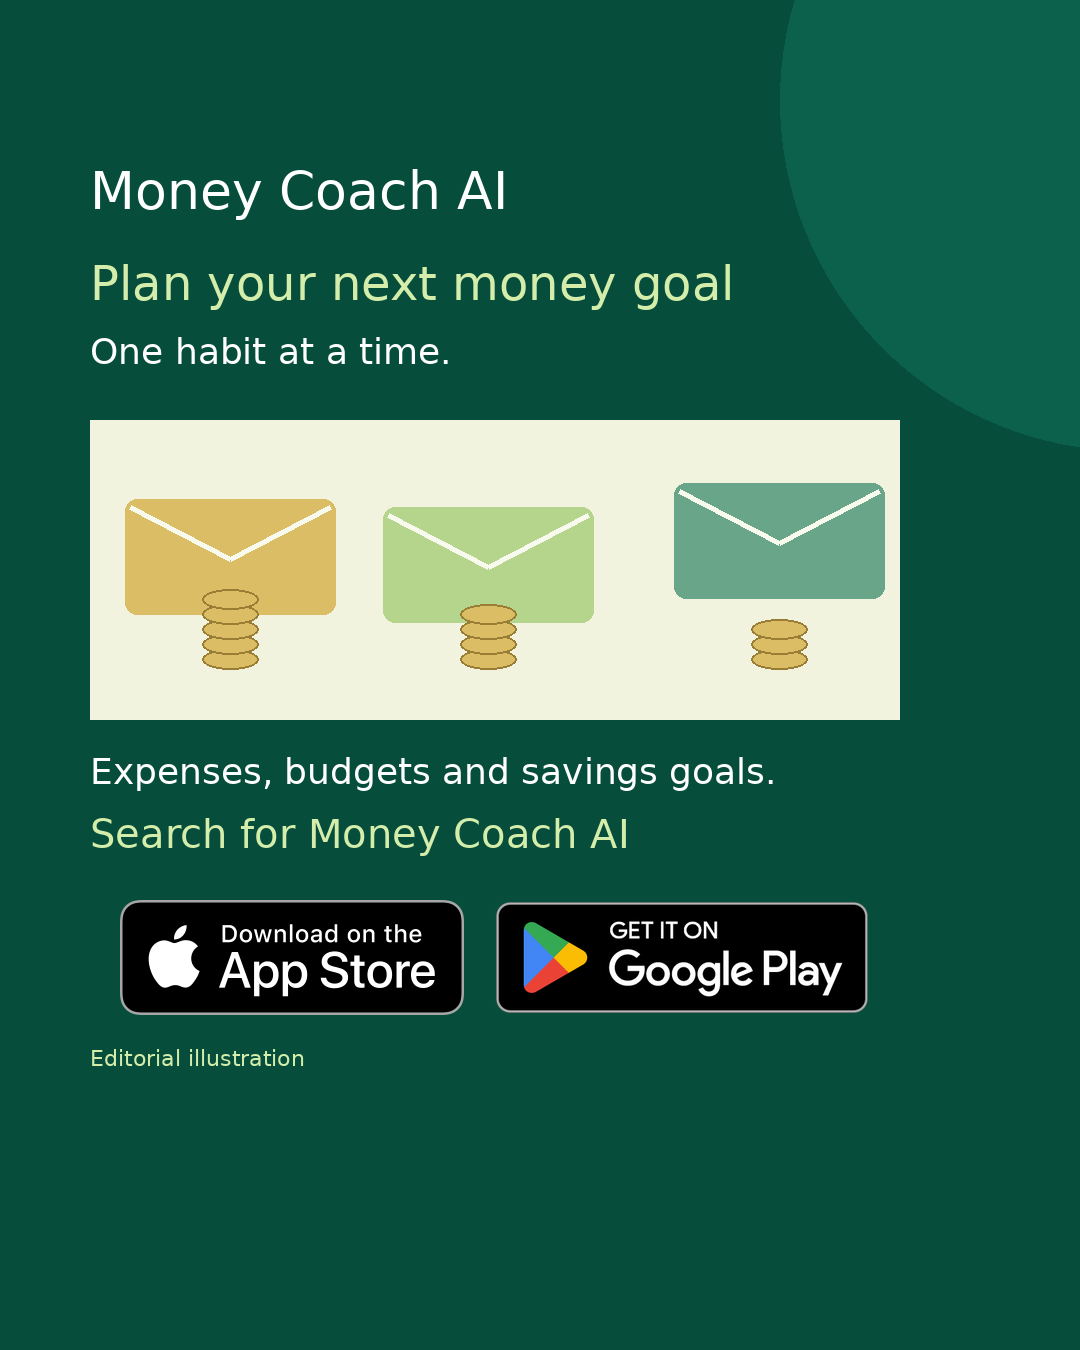 Money Coach AI
Plan your next money goal
One habit at a time.
Expenses, budgets and savings goals.
Search for Money Coach AI
Download on the
App Store
GET IT ON
Google Play
Editorial illustration